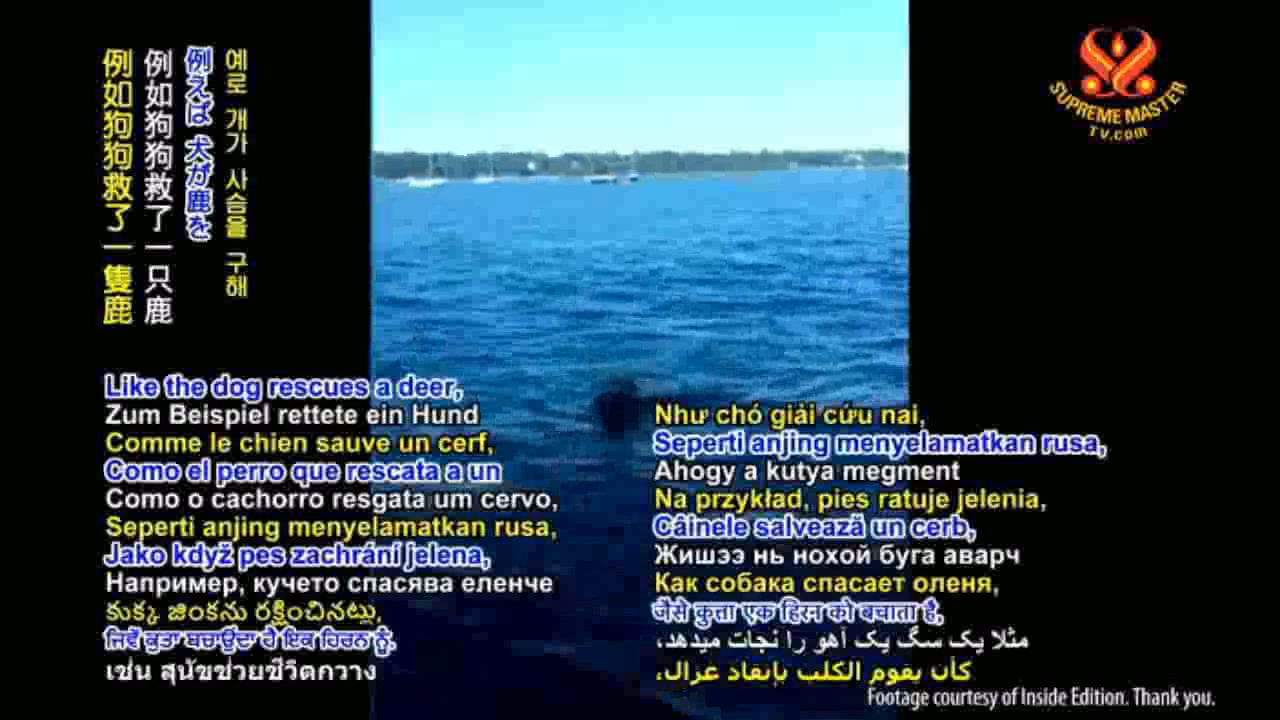 예로 개가 사슴을 구해
例えば 犬が鹿を
例如狗狗救了一只鹿
例如狗狗救了一隻鹿
SUPREME MASTER
TV.com
Like the dog rescues a deer,
Zum Beispiel rettete ein Hund
Comme le chien sauve un cerf,
Como el perro que rescata a un
Como o cachorro resgata um cervo,
Seperti anjing menyelamatkan rusa,
Jako když pes zachrání jelena,
Например, кучето спасява еленче
కుక్క జింకను రక్షించినట్లు,
ਜਿਵੇਂ ਕੁਤਾ ਬਚਾਉਂਦਾ ਹੈ ਇਕ ਹਿਰਨ ਨੂੰ,
เช่น สุนัขช่วยชีวิตกวาง
Như chó giải cứu nai,
Seperti anjing menyelamatkan rusa,
Ahogy a kutya megment
Na przykład, pies ratuje jelenia,
Câinele salvează un cerb,
Жишээ нь нохой буга аварч
Как собака спасает оленя,
जैसे कुत्ता एक हिरन को बचाता है,
مثلا یک سگ یک آهو را نجات میدهد،
كأن يقوم الكلب بإنقاذ غزال،
Footage courtesy of Inside Edition. Thank you.